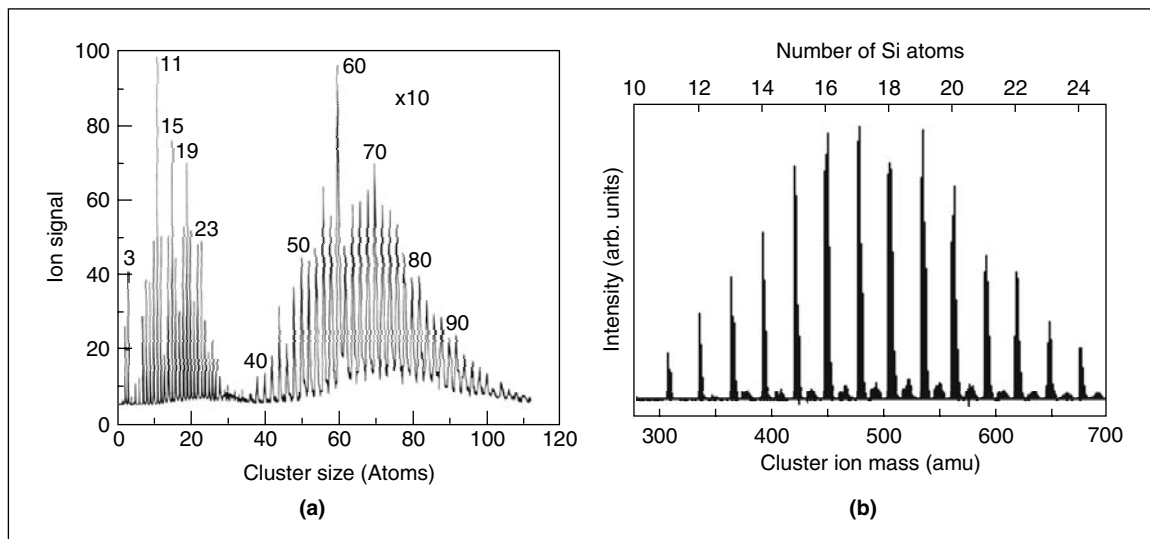 100
80
60
40
20
0
Ion signal
3
11
15
19
23
40
50
60
x10
70
80
90
0 20 40 60 80 100 120
Cluster size (Atoms)
(a)
Number of Si atoms
10 12 14 16 18 20 22 24
Intensity (arb. units)
300 400 500 600 700
Cluster ion mass (amu)
(b)